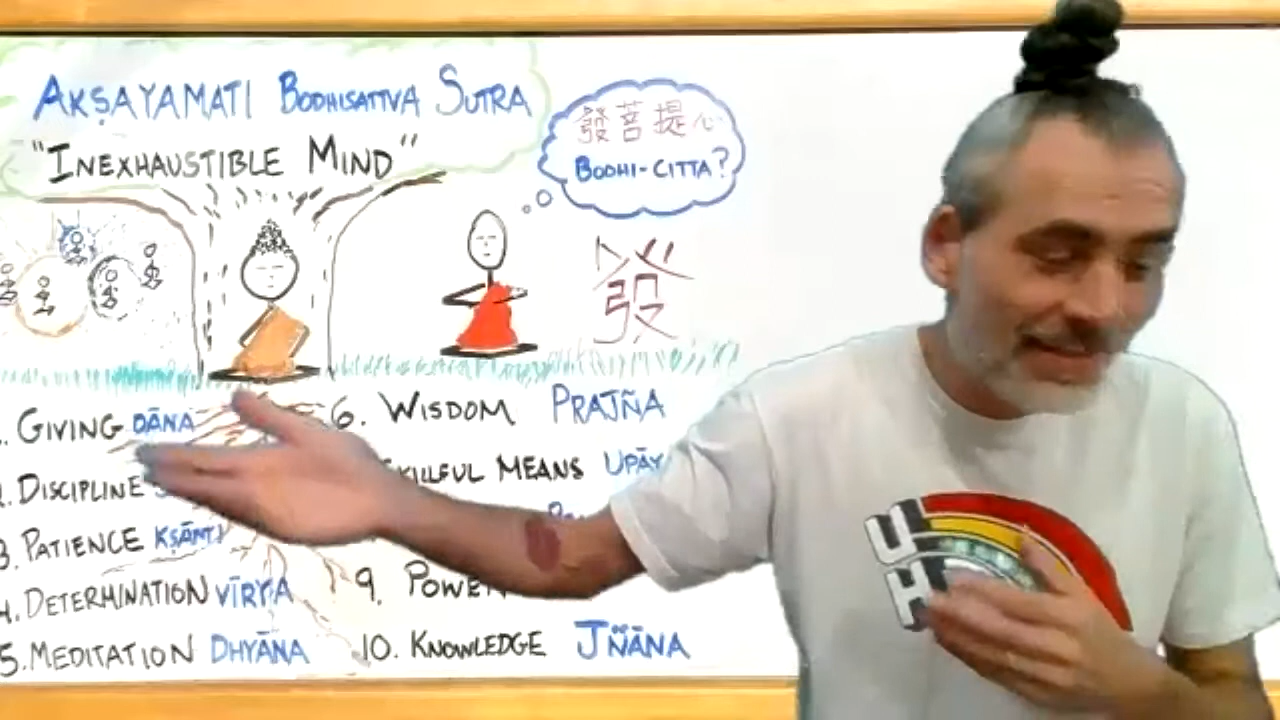 AKṢAYAMATI BODHISATTVA SUTRA
"INEXHAUSTIBLE MIND"
發菩提心
BODHI-CITTA?
發
GIVING DĀNA
DISCIPLINE
3. PATIENCE KṢĀNTI
4. DETERMINATION VĪRYA
5. MEDITATION DHYĀNA
6. WISDOM PRAJÑA
SKILLFUL MEANS
9. POWER
10. KNOWLEDGE JÑĀNA
UH